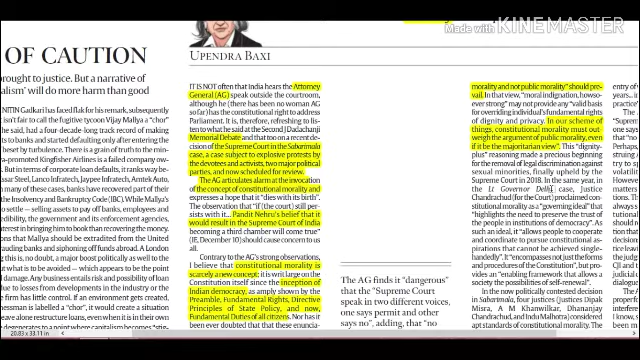 Made with KINEMASTER
OF CAUTION
rought to justice. But a narrative of
alism' will do more harm than good
NITIN Gadkari has faced flak for his remark, subsequently
isn't fair to call the fugitive tycoon Vijay Mallya a "chor"
he said, had a four-decade-long track record of making
ts to banks and started defaulting only after entering the
set by turbulence. There is a grain of truth to the min-
a-promoted Kingfisher Airlines is a failed company ow-
n. But in terms of corporate loan defaults, it ranks way be-
ssar Steel, Lanco Infratech, Jaypee Infratech, Adhunik and
n many of these cases, banks have recovered part of their
the Insolvency and Bankruptcy Code (IBC). While Mallya's
to settle — selling assets to pay off banks, employees and
edibility, the government and its enforcement agencies,
nterest in bringing him to book than recovering the money.
ions that Mallya should be extradited from the United
rauding banks and siphoning off funds abroad. A London
his is, no doubt, a major boost politically as well to the
ut what is to be avoided — which appears to be the point
d damage. Any business entails risks and possibility of loan
ue to losses from developments in the industry or the
e firm has little control. If an environment gets created,
nessman is labelled a "chor", it would create a situation
leave alone restructure loans, even when it is in their own
20.83 x 33.11 in
UPENDRA BAXI
IT IS NOT often that India hears the Attorney
General (AG) speak outside the courtroom,
although he (there has been no woman AG
so far) has the constitutional right to address
Parliament. It is, therefore, refreshing to lis-
ten to what he said at the Second J Dadachanji
Memorial Debate and that too on a recent de-
cision of the Supreme Court in the Sabarimala
case, a case subject to explosive protests by
the devotees and activists, two major political
parties, and now scheduled for review.
The AG articulates alarm at the invocation
of the concept of constitutional morality and
expresses a hope that it "dies with its birth".
The observation that "if (the court) still per-
sists with it... Pandit Nehru's belief that it
would result in the Supreme Court of India
becoming a third chamber will come true"
(IE, December 10) should cause concern to us
all.
Contrary to the AG's strong observations,
I believe that constitutional morality is
scarcely a new concept; it is writ large on the
Constitution itself since the inception of
Indian democracy, as amply shown by the
Preamble, Fundamental Rights, Directive
Principles of State Policy, and now,
Fundamental Duties of all citizens. Nor has it
ever been doubted that these enuncia-
The AG finds it "dangerous"
that the "Supreme Court
speak in two different voices,
one says permit and other
says no", adding, that "no
morality and not public morality" should pre-
vail. In that view, "moral indignation, howso-
ever strong" may not provide any "valid basis
for overriding individual's fundamental rights
of dignity and privacy. In our scheme of
things, constitutional morality must out-
weigh the argument of public morality, even
if it be the majoritarian view". This "dignity-
plus" reasoning made a precious beginning
for the removal of legal discrimination against
sexual minorities, finally upheld by the
Supreme Court in 2018. In the same year, in
the Lt Governor Delhi case, Justice
Chandrachud (for the Court) proclaimed con-
stitutional morality as a "governing ideal" that
"highlights the need to preserve the trust of
the people in institutions of democracy". As
such an ideal, it "allows people to cooperate
and coordinate to pursue constitutional as-
pirations that cannot be achieved single-
handedly". It "encompasses not just the forms
and procedures of the Constitution", but pro-
vides an "enabling framework that allows a
society the possibilities of self-renewal".
In the now politically contested decision
in Sabarimala, four justices (Justices Dipak
Misra, A M Khanwilkar, Dhananjay
Chandrachud, and Indu Malhotra) considered
apt standards of constitutional morality. The